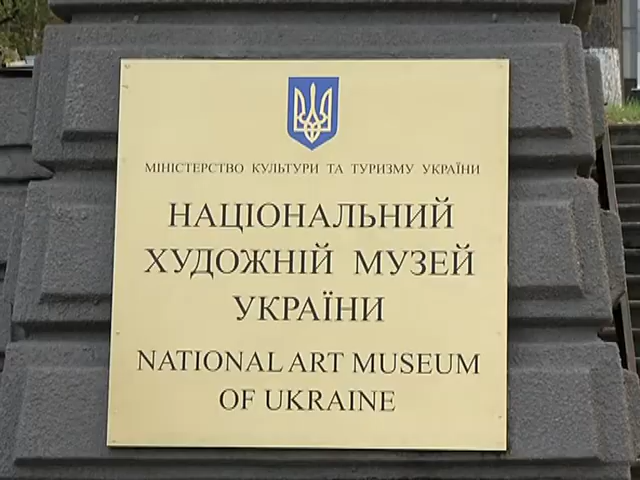 МІНІСТЕРСТВО КУЛЬТУРИ ТА ТУРИЗМУ УКРАЇНИ
НАЦІОНАЛЬНИЙ
ХУДОЖНІЙ МУЗЕЙ
УКРАЇНИ
NATIONAL ART MUSEUM
OF UKRAINE